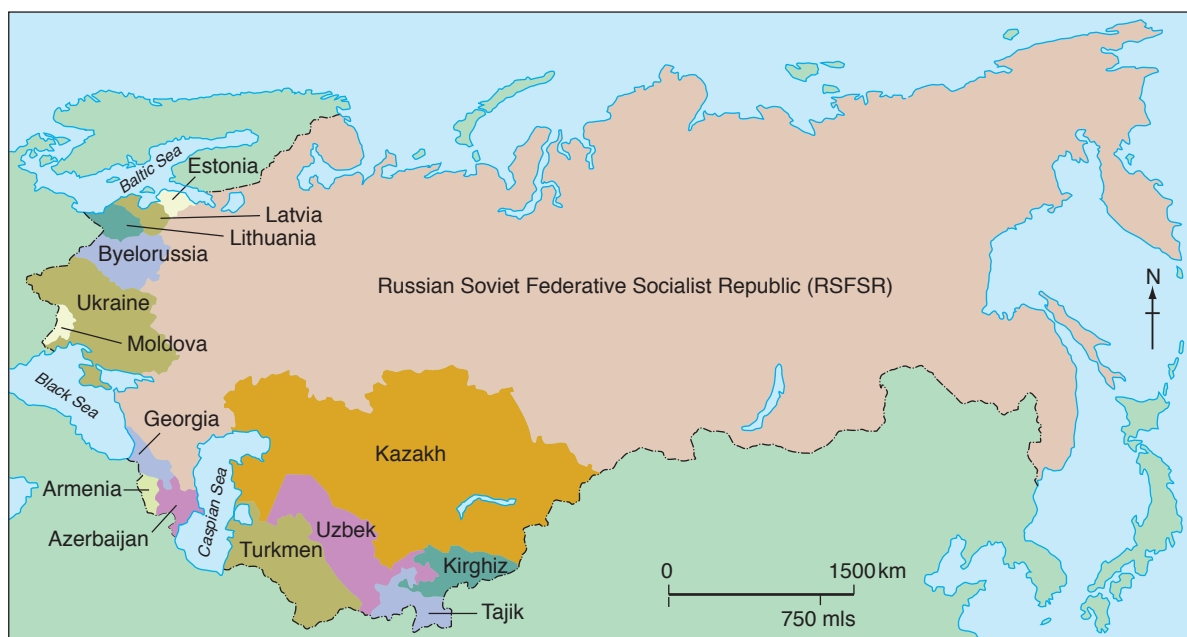 Baltic Sea
Estonia
Latvia
Lithuania
Byelorussia
Russian Soviet Federative Socialist Republic (RSFSR)
N
Ukraine
Moldova
Black Sea
Georgia
Kazakh
Armenia
Caspian Sea
Azerbaijan
Turkmen
Uzbek
Kirghiz
Tajik
0 1500 km
750 mls